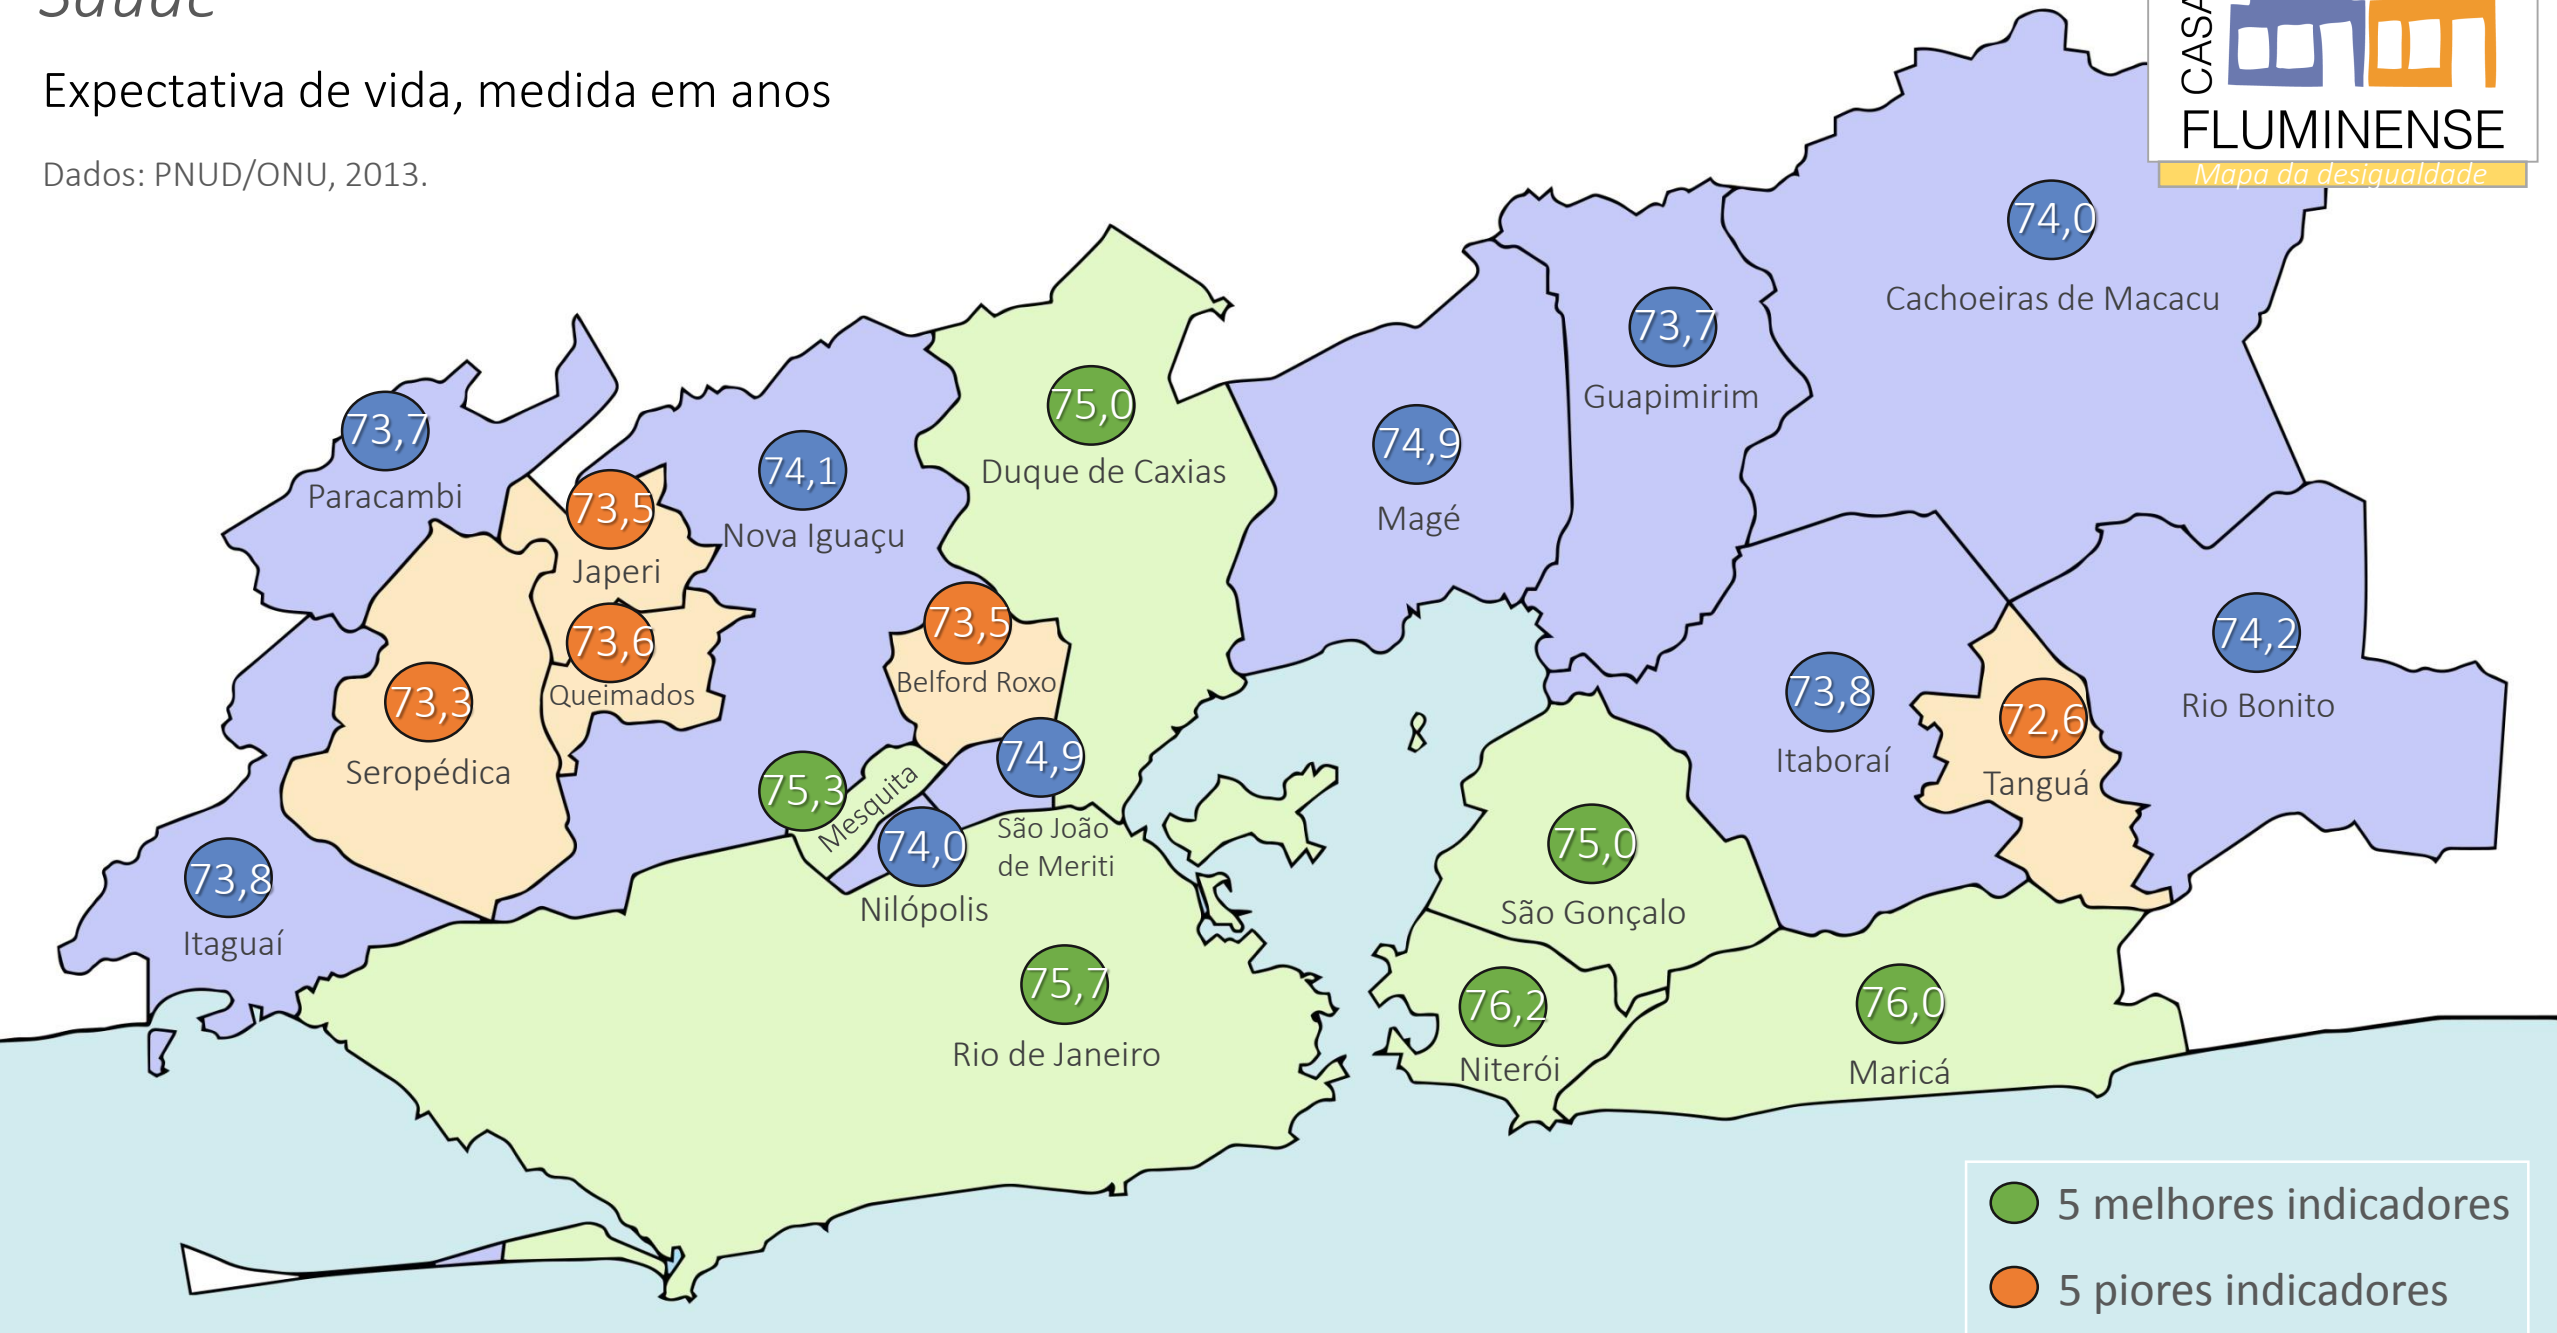 Saúde
Expectativa de vida, medida em anos
Dados: PNUD/ONU, 2013.
CASA
FLUMINENSE
Mapa da desigualdade
74,0
Cachoeiras de Macacu
73,7
Guapimirim
75,0
Duque de Caxias
74,9
Magé
73,7
Paracambi
74,1
Nova Iguaçu
73,5
Japeri
73,6
Queimados
73,5
Belford Roxo
73,3
Seropédica
74,2
Rio Bonito
73,8
Itaboraí
72,6
Tanguá
74,9
São João
de Meriti
75,3
Mesquita
74,0
Nilópolis
75,0
São Gonçalo
73,8
Itaguaí
75,7
Rio de Janeiro
76,2
Niterói
76,0
Maricá
5 melhores indicadores
5 piores indicadores